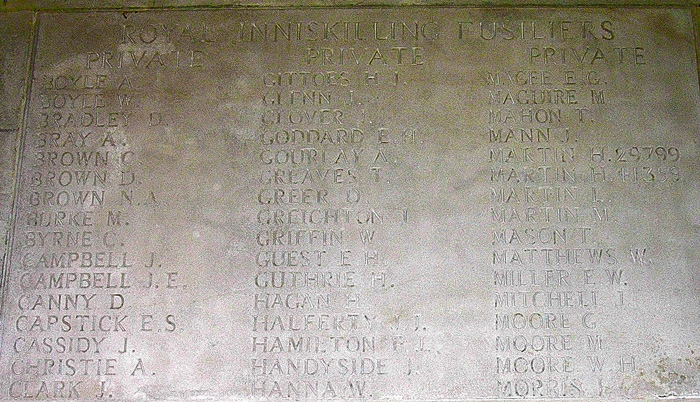 ROYAL INNISKILLING FUSILIERS
PRIVATE
BOYLE A.
BOYLE W.
BRADLEY D.
BRAY A.
BROWN C.
BROWN D.
BROWN N.A.
BURKE M.
BYRNE C.
CAMPBELL J.
CAMPBELL J.E.
CANNY D.
CAPSTICK E.S.
CASSIDY J.
CHRISTIE A.
CLARK J.
PRIVATE
GITTOES H. J.
GLENN J.
GLOVER J.
GODDARD E.H.
GOURLAY A.
GREAVES T.
GREER D.
GREIGHTON T.
GRIFFIN W.
GUEST E.H.
GUTHRIE H.
HAGAN H.
HALFERTY J.J.
HAMILTON F.L.
HANDYSIDE J.
HANNA W.
PRIVATE
MAGEE E.G.
MAGUIRE M.
MAHON T.
MANN J.
MARTIN H. 29799
MARTIN H. 41359
MARTIN L.
MARTIN M.
MASON T.
MATTHEWS W.
MILLER E.W.
MITCHELL J.
MOORE G.
MOORE M.
MOORE W.H.
MORRIS